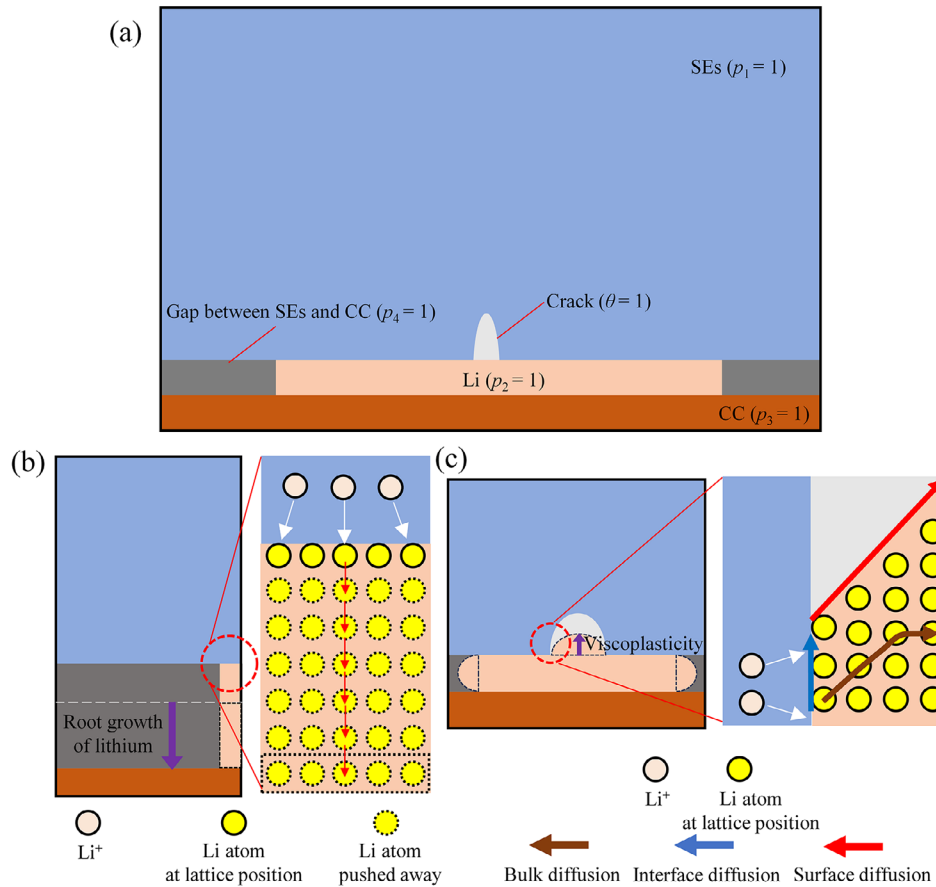 (a)
SEs (p₁ = 1)
Crack (θ = 1)
Gap between SEs and CC (p₄ = 1)
Li (p₂ = 1)
CC (p₃ = 1)
(b)
Root growth
of lithium
Li⁺
Li atom
at lattice position
Li atom
pushed away
(c)
Viscoplasticity
Li⁺
Li atom
at lattice position
Bulk diffusion
Interface diffusion
Surface diffusion